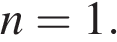 n = 1.